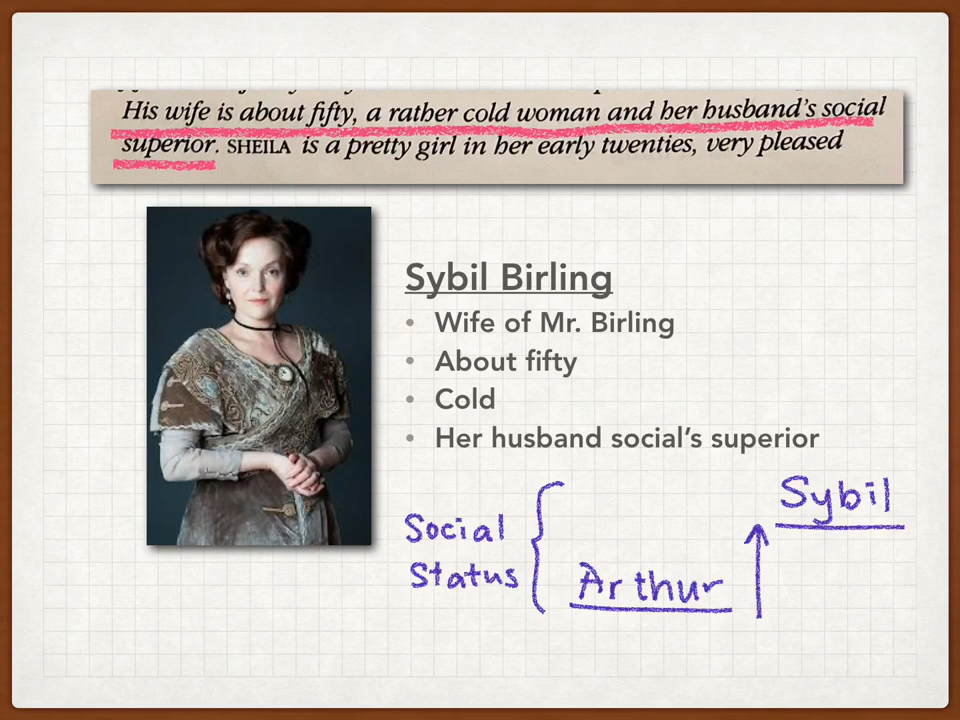 His wife is about fifty, a rather cold woman and her husband's social
superior. SHEILA is a pretty girl in her early twenties, very pleased
Sybil Birling
• Wife of Mr. Birling
• About fifty
• Cold
• Her husband social's superior
Sybil
Social
Status
Arthur